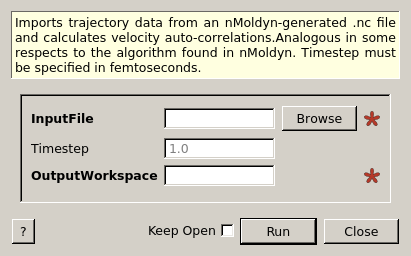 Imports trajectory data from an nMoldyn-generated .nc file
and calculates velocity auto-correlations.Analogous in some
respects to the algorithm found in nMoldyn. Timestep must
be specified in femtoseconds.
InputFile Browse
Timestep 1.0
OutputWorkspace
? Keep Open Run Close